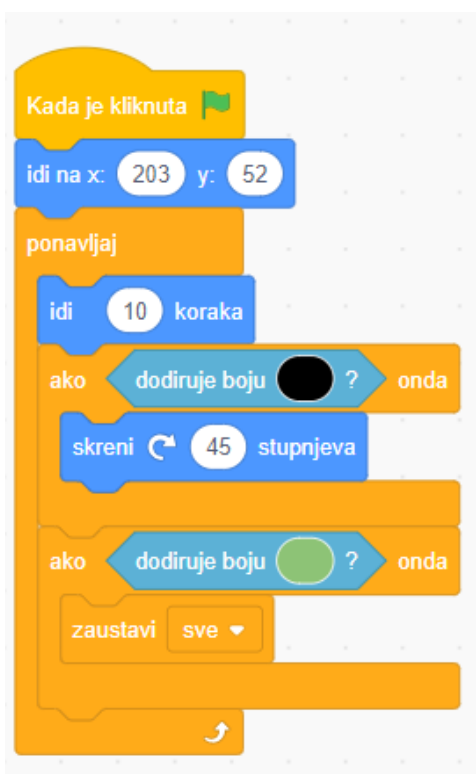 Kada je kliknuta
idi na x: 203 y: 52
ponavljaj
idi 10 koraka
ako dodiruje boju ? onda
skreni 45 stupnjeva
ako dodiruje boju ? onda
zaustavi sve